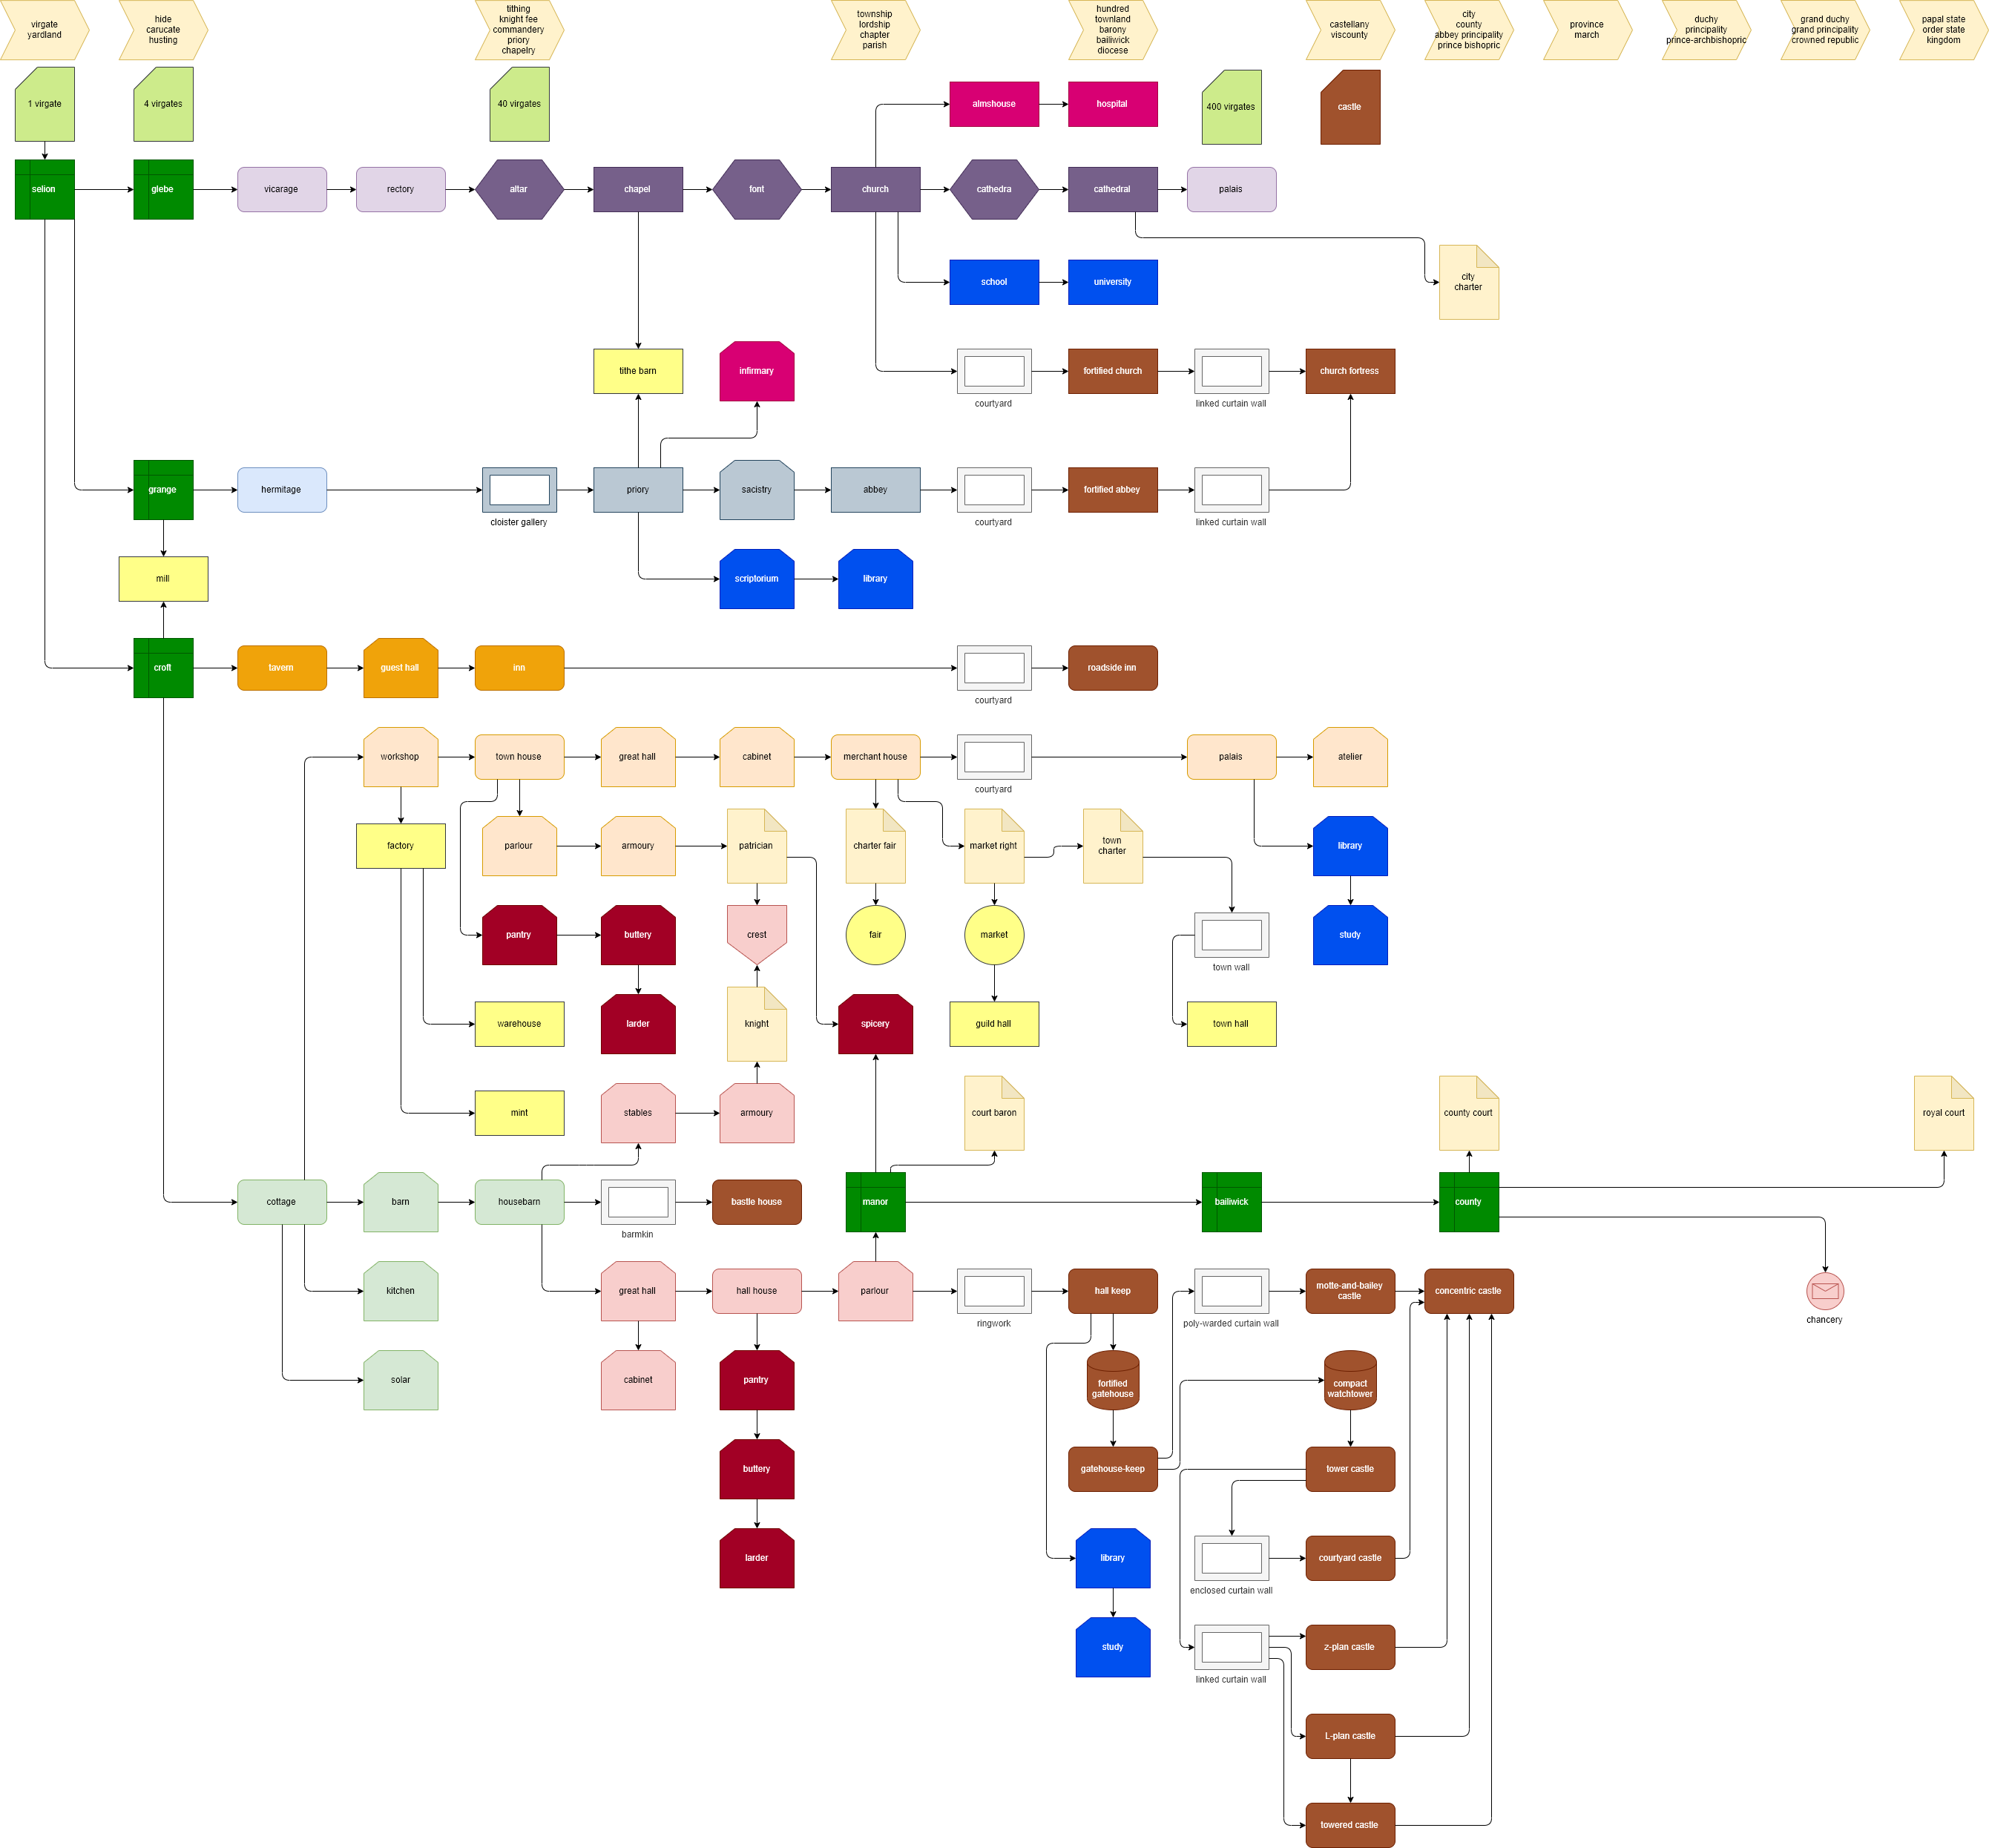 virgate
yardland
hide
carucate
husting
tithing
knight fee
commandery
priory
chapelry
township
lordship
chapter
parish
hundred
townland
barony
bailiwick
diocese
castellany
viscounty
city
county
abbey principality
prince bishopric
province
march
duchy
principality
prince-archbishopric
grand duchy
grand principality
crowned republic
papal state
order state
kingdom
1 virgate
4 virgates
40 virgates
almshouse
hospital
400 virgates
castle
selion
glebe
vicarage
rectory
altar
chapel
font
church
cathedra
cathedral
palais
school
university
city
charter
tithe barn
infirmary
courtyard
fortified church
linked curtain wall
church fortress
grange
hermitage
cloister gallery
priory
sacistry
abbey
courtyard
fortified abbey
linked curtain wall
mill
scriptorium
library
croft
tavern
guest hall
inn
courtyard
roadside inn
workshop
town house
great hall
cabinet
merchant house
courtyard
palais
atelier
factory
parlour
armoury
patrician
charter fair
market right
town
charter
library
pantry
buttery
crest
fair
market
town wall
study
warehouse
larder
knight
spicery
guild hall
town hall
mint
stables
armoury
court baron
county court
royal court
cottage
barn
housebarn
barmkin
bastle house
manor
bailiwick
county
kitchen
great hall
hall house
parlour
ringwork
hall keep
poly-warded curtain wall
motte-and-bailey
castle
concentric castle
chancery
solar
cabinet
pantry
fortified
gatehouse
compact
watchtower
buttery
gatehouse-keep
tower castle
larder
library
enclosed curtain wall
courtyard castle
study
linked curtain wall
z-plan castle
L-plan castle
towered castle